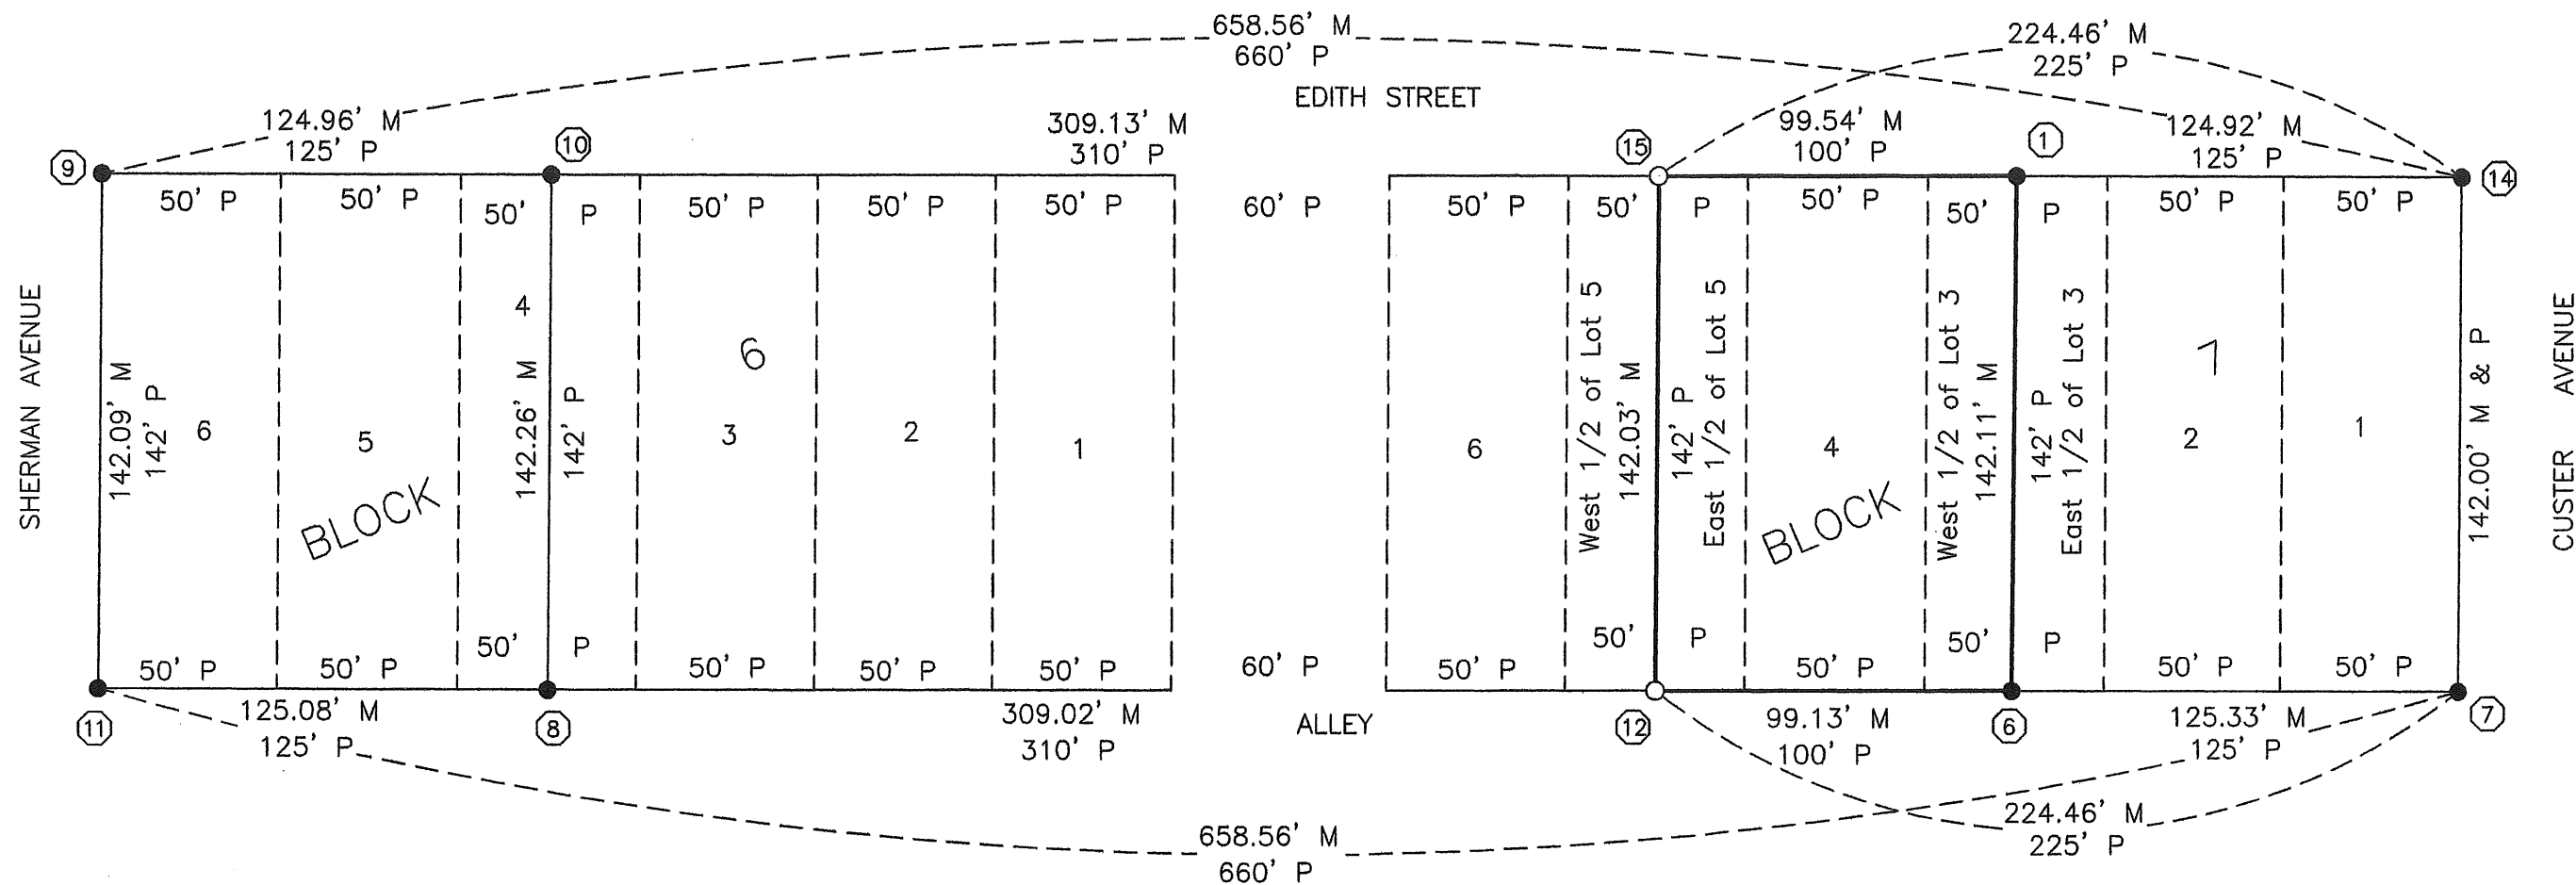 658.56' M
660' P
224.46' M
225' P
EDITH STREET
124.96' M
125' P
309.13' M
310' P
99.54' M
100' P
124.92' M
125' P
9
10
15
1
14
50' P
50' P
50' P
50' P
50' P
50' P
60' P
50' P
50' P
50' P
50' P
50' P
50' P
SHERMAN AVENUE
142.09' M
142' P
6
5
4
142.26' M
142' P
6
3
2
1
BLOCK
6
West 1/2 of Lot 5
142.03' M
142' P
East 1/2 of Lot 5
4
BLOCK
West 1/2 of Lot 3
142.11' M
142' P
East 1/2 of Lot 3
7
2
1
142.00' M & P
CUSTER AVENUE
50' P
50' P
50' P
50' P
50' P
50' P
60' P
50' P
50' P
50' P
50' P
50' P
50' P
11
125.08' M
125' P
8
309.02' M
310' P
ALLEY
12
99.13' M
100' P
6
125.33' M
125' P
7
658.56' M
660' P
224.46' M
225' P